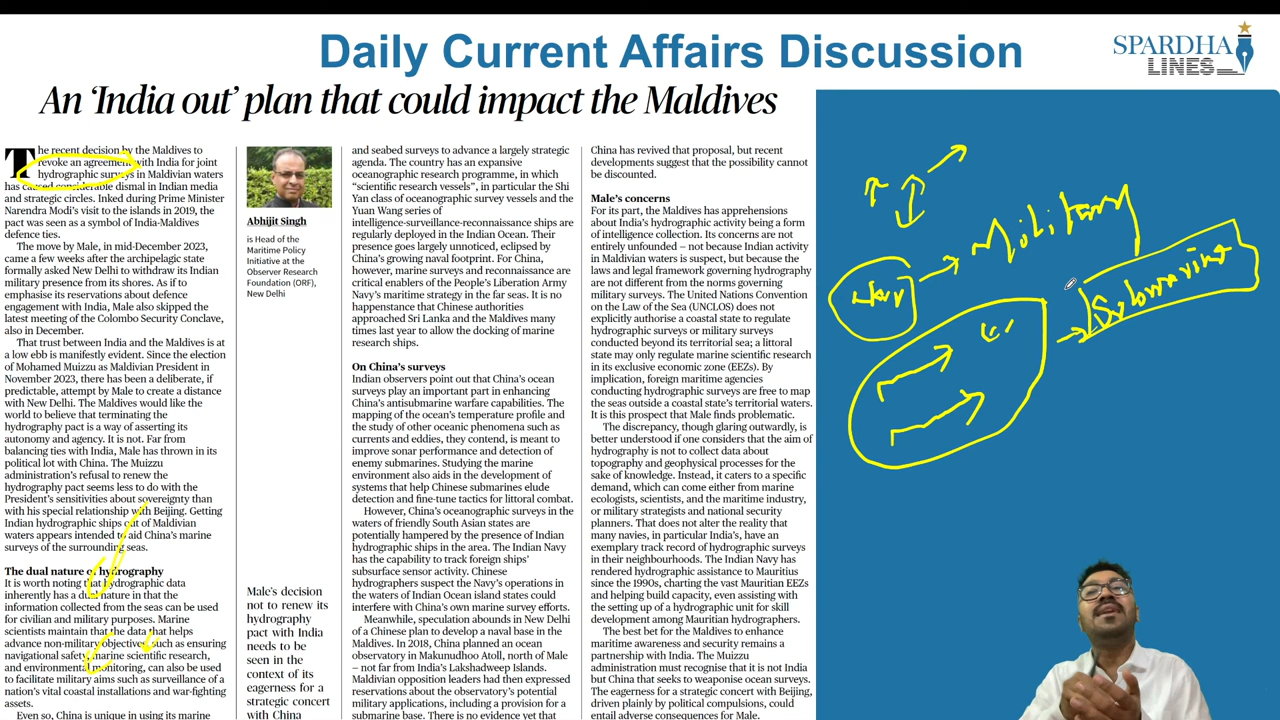 Daily Current Affairs Discussion
SPARDHA
LINES
An ‘India out’ plan that could impact the Maldives
The recent decision by the Maldives to
revoke an agreement with India for joint
hydrographic surveys in Maldivian waters
has caused considerable dismal in Indian media
and strategic circles. Inked during Prime Minister
Narendra Modi’s visit to the islands in 2019, the
pact was seen as a symbol of India-Maldives
defence ties.
The move by Male, in mid-December 2023,
came a few weeks after the archipelagic state
formally asked New Delhi to withdraw its Indian
military presence from its shores. As if to
emphasise its reservations about defence
engagement with India, Male also skipped the
latest meeting of the Colombo Security Conclave,
also in December.
That trust between India and the Maldives is at
a low ebb is manifestly evident. Since the election
of Mohamed Muizzu as Maldivian President in
November 2023, there has been a deliberate, if
predictable, attempt by Male to create a distance
with New Delhi. The Maldives would like the
world to believe that terminating the
hydrography pact is a way of asserting its
autonomy and agency. It is not. Far from
balancing ties with India, Male has thrown in its
political lot with China. The Muizzu
administration’s refusal to renew the
hydrography pact seems less to do with the
President’s sensitivities about sovereignty than
with his special relationship with Beijing. Getting
Indian hydrographic ships out of Maldivian
waters appears intended to aid China’s marine
surveys of the surrounding seas.
The dual nature of hydrography
It is worth noting that hydrographic data
inherently has a dual nature in that the
information collected from the seas can be used
for civilian and military purposes. Marine
scientists maintain that the data that helps
advance non-military objectives such as ensuring
navigational safety, marine scientific research,
and environmental monitoring, can also be used
to facilitate military aims such as surveillance of a
nation’s vital coastal installations and war-fighting
assets.
Even so, China is unique in using its marine
Abhijit Singh
is Head of the
Maritime Policy
Initiative at the
Observer Research
Foundation (ORF),
New Delhi
Male’s decision
not to renew its
hydrography
pact with India
needs to be
seen in the
context of its
eagerness for a
strategic concert
with China
and seabed surveys to advance a largely strategic
agenda. The country has an expansive
oceanographic research programme, in which
“scientific research vessels”, in particular the Shi
Yan class of oceanographic survey vessels and the
Yuan Wang series of
intelligence-surveillance-reconnaissance ships are
regularly deployed in the Indian Ocean. Their
presence goes largely unnoticed, eclipsed by
China’s growing naval footprint. For China,
however, marine surveys and reconnaissance are
critical enablers of the People’s Liberation Army
Navy’s maritime strategy in the far seas. It is no
happenstance that Chinese authorities
approached Sri Lanka and the Maldives many
times last year to allow the docking of marine
research ships.
On China’s surveys
Indian observers point out that China’s ocean
surveys play an important part in enhancing
China’s antisubmarine warfare capabilities. The
mapping of the ocean’s temperature profile and
the study of other oceanic phenomena such as
currents and eddies, they contend, is meant to
improve sonar performance and detection of
enemy submarines. Studying the marine
environment also aids in the development of
systems that help Chinese submarines elude
detection and fine-tune tactics for littoral combat.
However, China’s oceanographic surveys in the
waters of friendly South Asian states are
potentially hampered by the presence of Indian
hydrographic ships in the area. The Indian Navy
has the capability to track foreign ships’
subsurface sensor activity. Chinese
hydrographers suspect the Navy’s operations in
the waters of Indian Ocean island states could
interfere with China’s own marine survey efforts.
Meanwhile, speculation abounds in New Delhi
of a Chinese plan to develop a naval base in the
Maldives. In 2018, China planned an ocean
observatory in Makunudhoo Atoll, north of Male
– not far from India’s Lakshadweep Islands.
Maldivian opposition leaders had then expressed
reservations about the observatory’s potential
military applications, including a provision for a
submarine base. There is no evidence yet that
China has revived that proposal, but recent
developments suggest that the possibility cannot
be discounted.
Male’s concerns
For its part, the Maldives has apprehensions
about India’s hydrographic activity being a form
of intelligence collection. Its concerns are not
entirely unfounded – not because Indian activity
in Maldivian waters is suspect, but because the
laws and legal framework governing hydrography
are not different from the norms governing
military surveys. The United Nations Convention
on the Law of the Sea (UNCLOS) does not
explicitly authorise a coastal state to regulate
hydrographic surveys or military surveys
conducted beyond its territorial sea; a littoral
state may only regulate marine scientific research
in its exclusive economic zone (EEZs). By
implication, foreign maritime agencies
conducting hydrographic surveys are free to map
the seas outside a coastal state’s territorial waters.
It is this prospect that Male finds problematic.
The discrepancy, though glaring outwardly, is
better understood if one considers that the aim of
hydrography is not to collect data about
topography and geophysical processes for the
sake of knowledge. Instead, it caters to a specific
demand, which can come either from marine
ecologists, scientists, and the maritime industry,
or military strategists and national security
planners. That does not alter the reality that
many navies, in particular India’s, have an
exemplary track record of hydrographic surveys
in their neighbourhoods. The Indian Navy has
rendered hydrographic assistance to Mauritius
since the 1990s, charting the vast Mauritian EEZs
and helping build capacity, even assisting with
the setting up of a hydrographic unit for skill
development among Mauritian hydrographers.
The best bet for the Maldives to enhance
maritime awareness and security remains a
partnership with India. The Muizzu
administration must recognise that it is not India
but China that seeks to weaponise ocean surveys.
The eagerness for a strategic concert with Beijing,
driven plainly by political compulsions, could
entail adverse consequences for Male.
Military